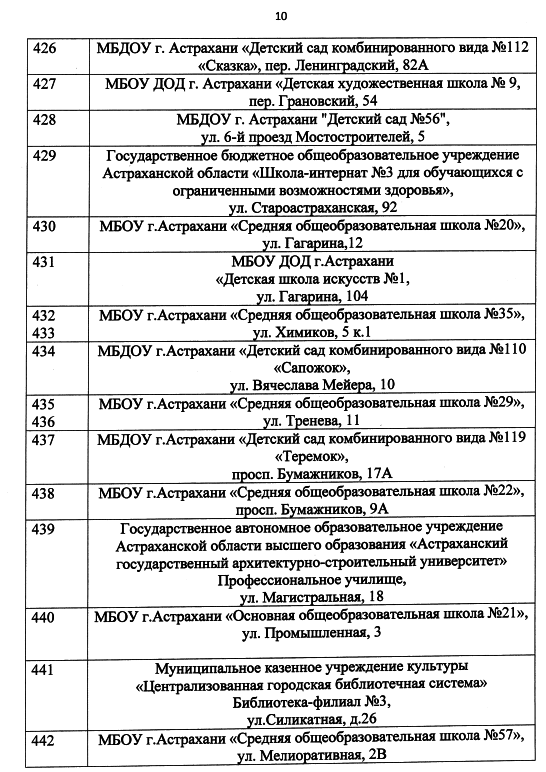 10
426 МБДОУ г. Астрахани «Детский сад комбинированного вида №112
«Сказка», пер. Ленинградский, 82А
427 МБОУ ДОД г. Астрахани «Детская художественная школа № 9,
пер. Грановский, 54
428 МБДОУ г. Астрахани "Детский сад №56",
ул. 6-й проезд Мостостроителей, 5
429 Государственное бюджетное общеобразовательное учреждение
Астраханской области «Школа-интернат №3 для обучающихся с
ограниченными возможностями здоровья»,
ул. Староастраханская, 92
430 МБОУ г.Астрахани «Средняя общеобразовательная школа №20»,
ул. Гагарина,12
431 МБОУ ДОД г.Астрахани
«Детская школа искусств №1,
ул. Гагарина, 104
432 МБОУ г.Астрахани «Средняя общеобразовательная школа №35»,
433 ул. Химиков, 5 к.1
434 МБДОУ г.Астрахани «Детский сад комбинированного вида №110
«Сапожок»,
ул. Вячеслава Мейера, 10
435 МБОУ г.Астрахани «Средняя общеобразовательная школа №29»,
436 ул. Тренева, 11
437 МБДОУ г.Астрахани «Детский сад комбинированного вида №119
«Теремок»,
просп. Бумажников, 17А
438 МБОУ г.Астрахани «Средняя общеобразовательная школа №22»,
просп. Бумажников, 9А
439 Государственное автономное образовательное учреждение
Астраханской области высшего образования «Астраханский
государственный архитектурно-строительный университет»
Профессиональное училище,
ул. Магистральная, 18
440 МБОУ г.Астрахани «Основная общеобразовательная школа №21»,
ул. Промышленная, 3
441 Муниципальное казенное учреждение культуры
«Централизованная городская библиотечная система»
Библиотека-филиал №3,
ул.Силикатная, д.26
442 МБОУ г.Астрахани «Средняя общеобразовательная школа №57»,
ул. Мелиоративная, 2В